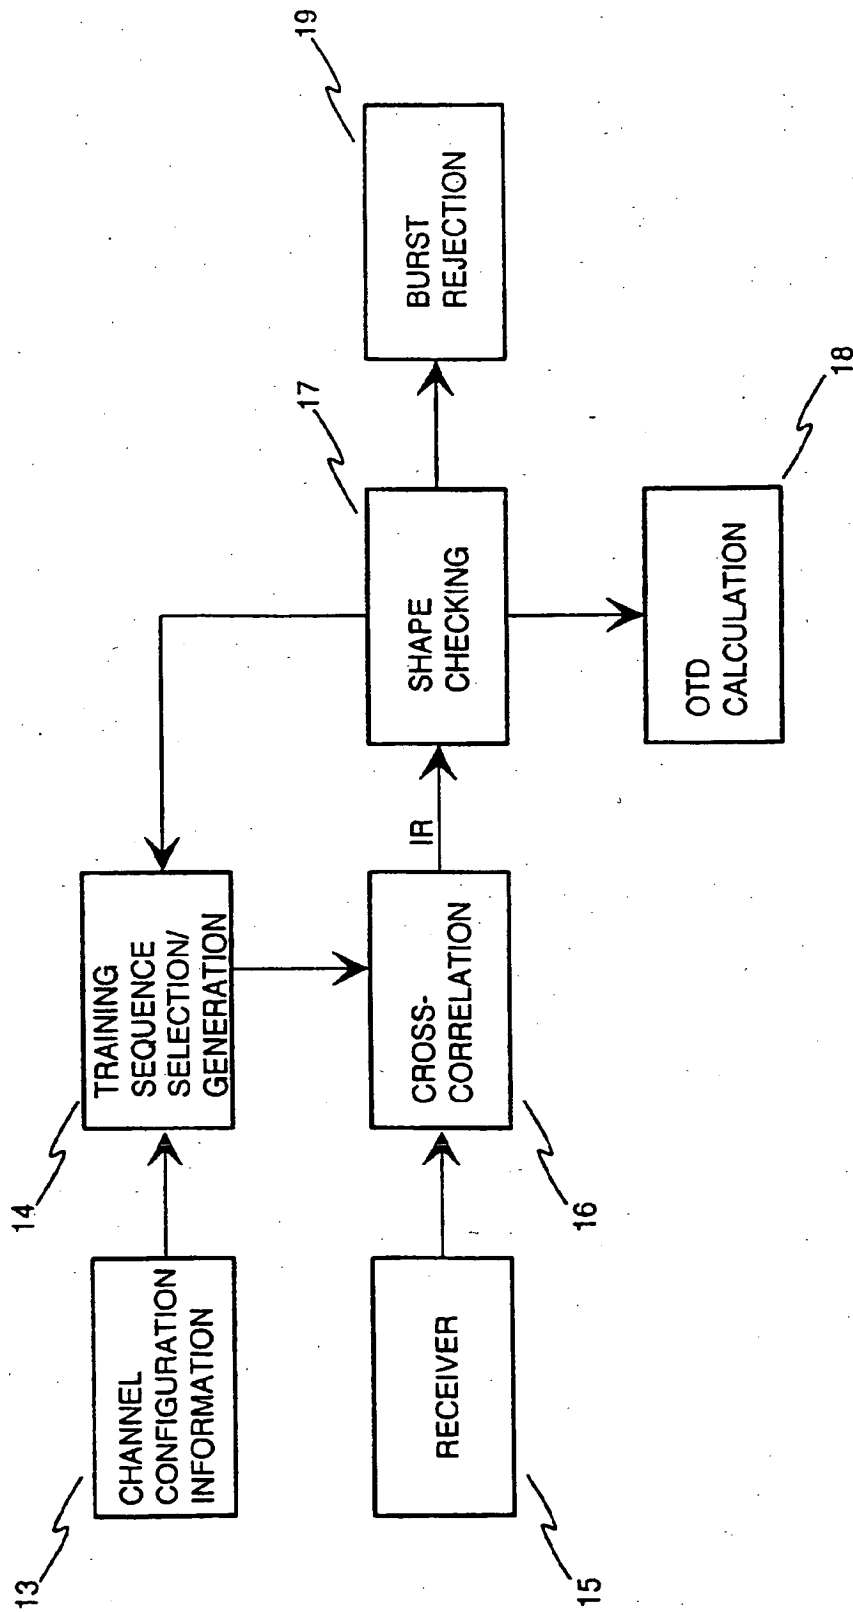 13
CHANNEL
CONFIGURATION
INFORMATION
14
TRAINING
SEQUENCE
SELECTION/
GENERATION
15
RECEIVER
16
CROSS-
CORRELATION
IR
17
SHAPE
CHECKING
18
OTD
CALCULATION
19
BURST
REJECTION